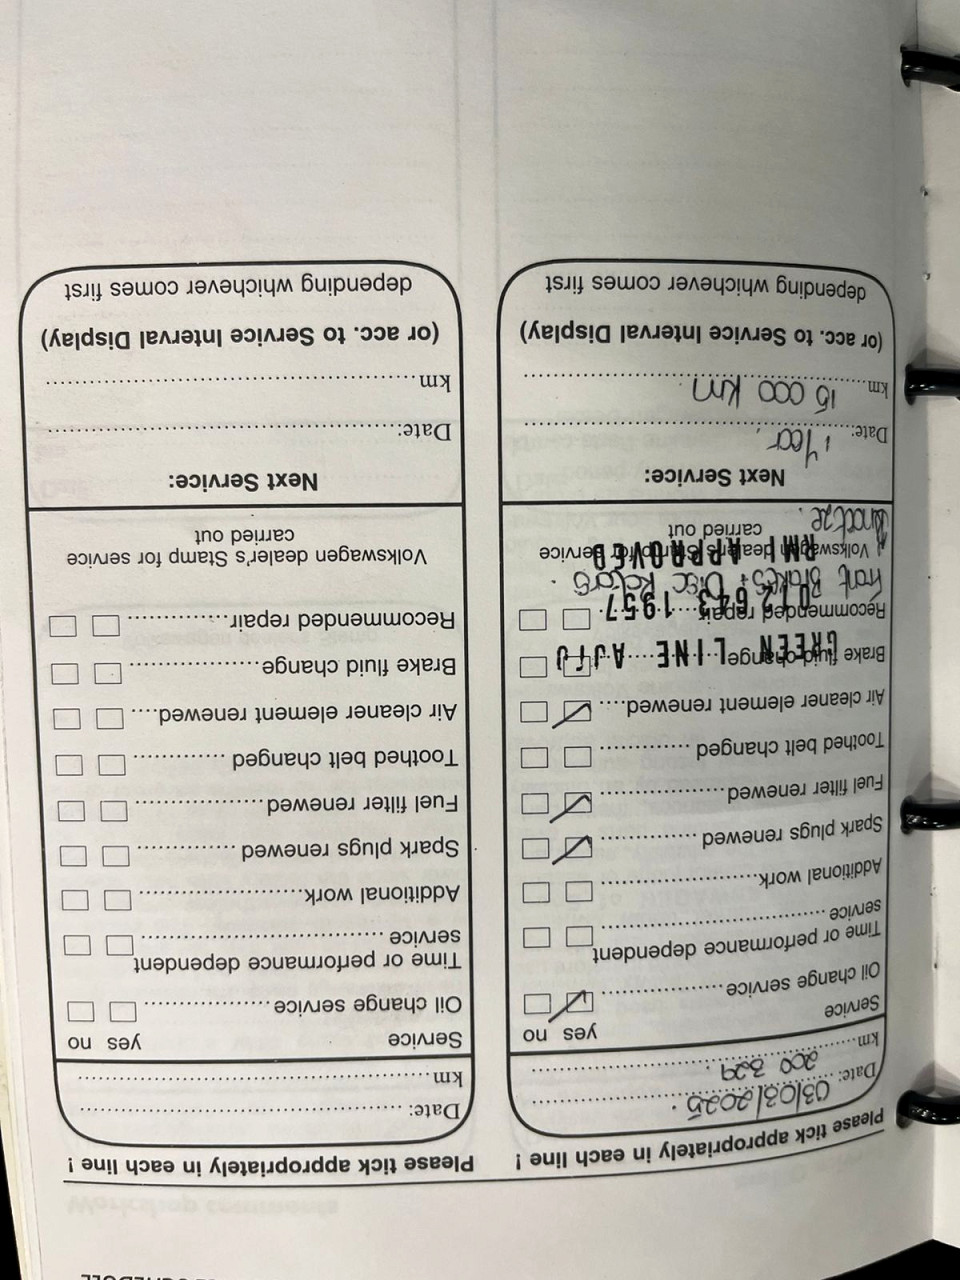 Please tick appropriately in each line !
Date: 03/03/2025 .
km 200 329 .
Service yes no
Oil change service
Time or performance dependent
service
Additional work
Spark plugs renewed
Fuel filter renewed
Toothed belt changed
Air cleaner element renewed
Brake fluid change
GREEN LINE AUTO
Recommended repair
012 643 1957
Front Brakes + Disc Rotors .
Volkswagen dealer's Stamp for service
RMI APPROVED
carried out
Next Service:
Date: 1 Year .
km 15 000 km .
(or acc. to Service Interval Display)
depending whichever comes first
Please tick appropriately in each line !
Date:
km
Service yes no
Oil change service
Time or performance dependent
service
Additional work
Spark plugs renewed
Fuel filter renewed
Toothed belt changed
Air cleaner element renewed
Brake fluid change
Recommended repair
Volkswagen dealer's Stamp for service
carried out
Next Service:
Date:
km
(or acc. to Service Interval Display)
depending whichever comes first